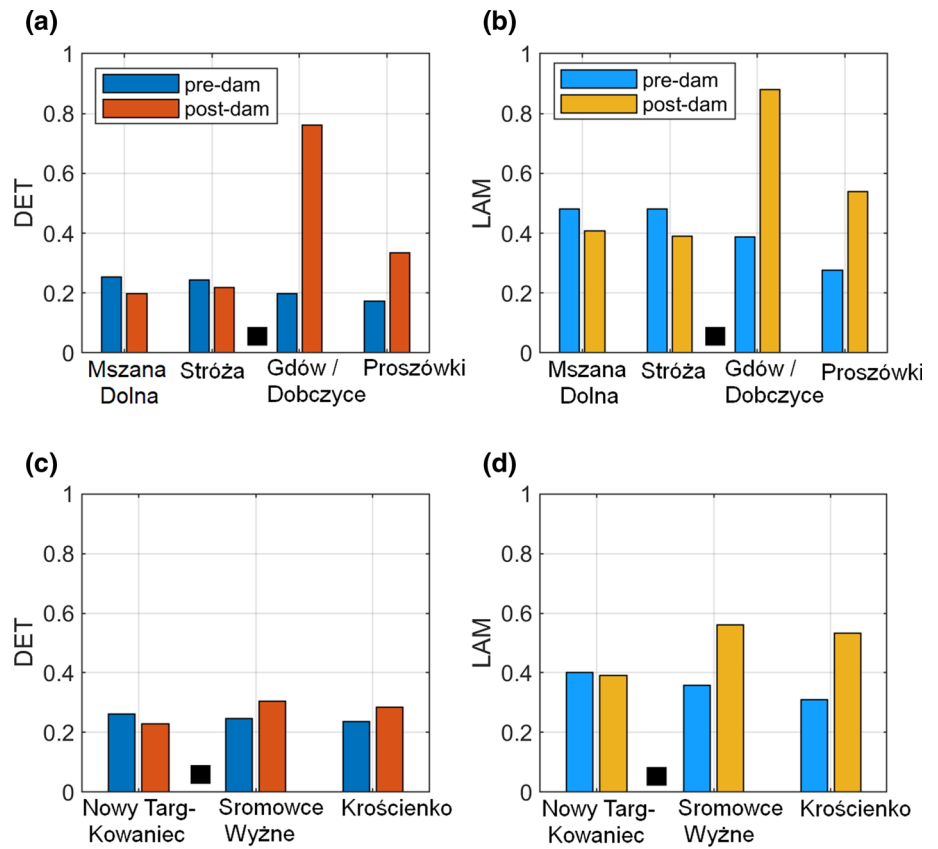 (a)
1
0.8
0.6
0.4
0.2
0
DET
pre-dam
post-dam
Mszana
Dolna
Stróża
Gdów /
Dobczyce
Proszówki
(b)
1
0.8
0.6
0.4
0.2
0
LAM
pre-dam
post-dam
Mszana
Dolna
Stróża
Gdów /
Dobczyce
Proszówki
(c)
1
0.8
0.6
0.4
0.2
0
DET
Nowy Targ-
Kowaniec
Sromowce
Wyżne
Krościenko
(d)
1
0.8
0.6
0.4
0.2
0
LAM
Nowy Targ-
Kowaniec
Sromowce
Wyżne
Krościenko